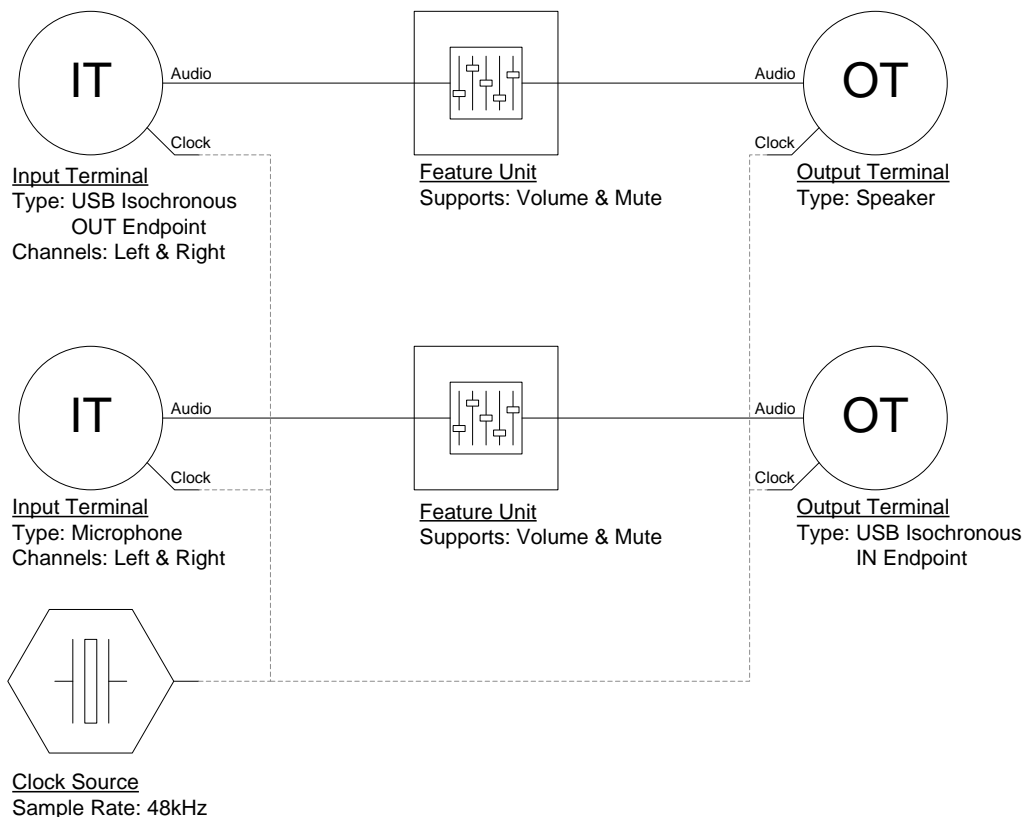 IT
Audio
Audio
OT
Clock
Clock
Input Terminal
Type: USB Isochronous
OUT Endpoint
Channels: Left & Right
Feature Unit
Supports: Volume & Mute
Output Terminal
Type: Speaker
IT
Audio
Audio
OT
Clock
Clock
Input Terminal
Type: Microphone
Channels: Left & Right
Feature Unit
Supports: Volume & Mute
Output Terminal
Type: USB Isochronous
IN Endpoint
Clock Source
Sample Rate: 48kHz